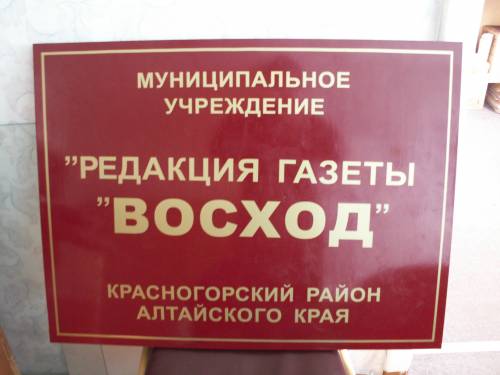 МУНИЦИПАЛЬНОЕ
УЧРЕЖДЕНИЕ
”РЕДАКЦИЯ ГАЗЕТЫ
”ВОСХОД”
КРАСНОГОРСКИЙ РАЙОН
АЛТАЙСКОГО КРАЯ